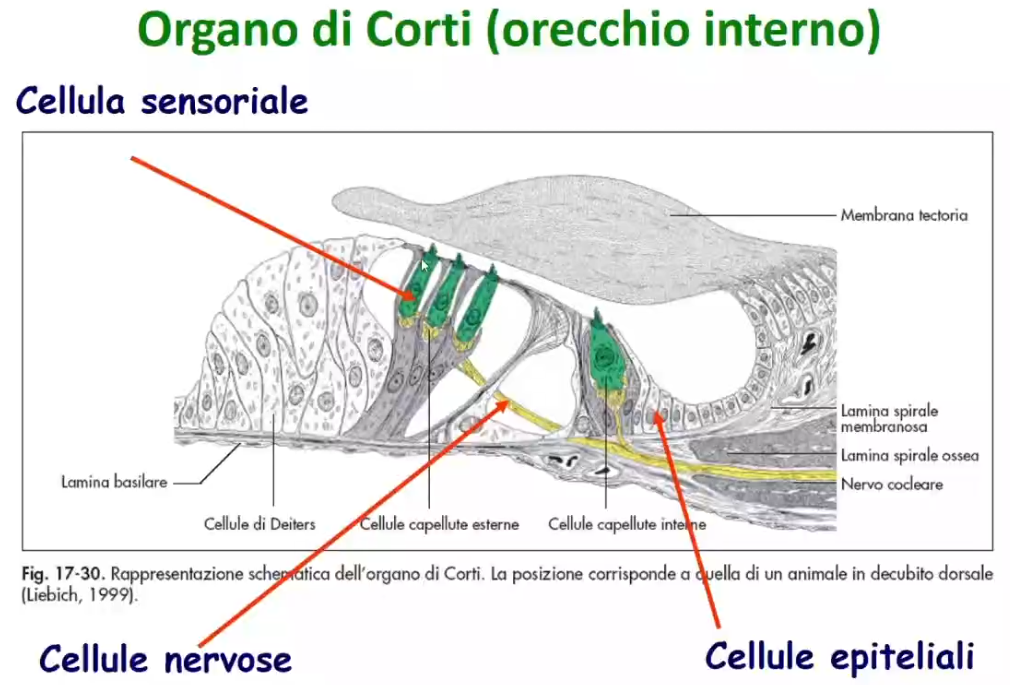 Organo di Corti (orecchio interno)
Cellula sensoriale
Membrana tectoria
Lamina spirale
membranosa
Lamina spirale ossea
Lamina basilare
Nervo cocleare
Cellule di Deiters
Cellule capellute esterne
Cellule capellute interne
Fig. 17-30. Rappresentazione schematica dell'organo di Corti. La posizione corrisponde a quella di un animale in decubito dorsale
(Liebich, 1999).
Cellule nervose
Cellule epiteliali